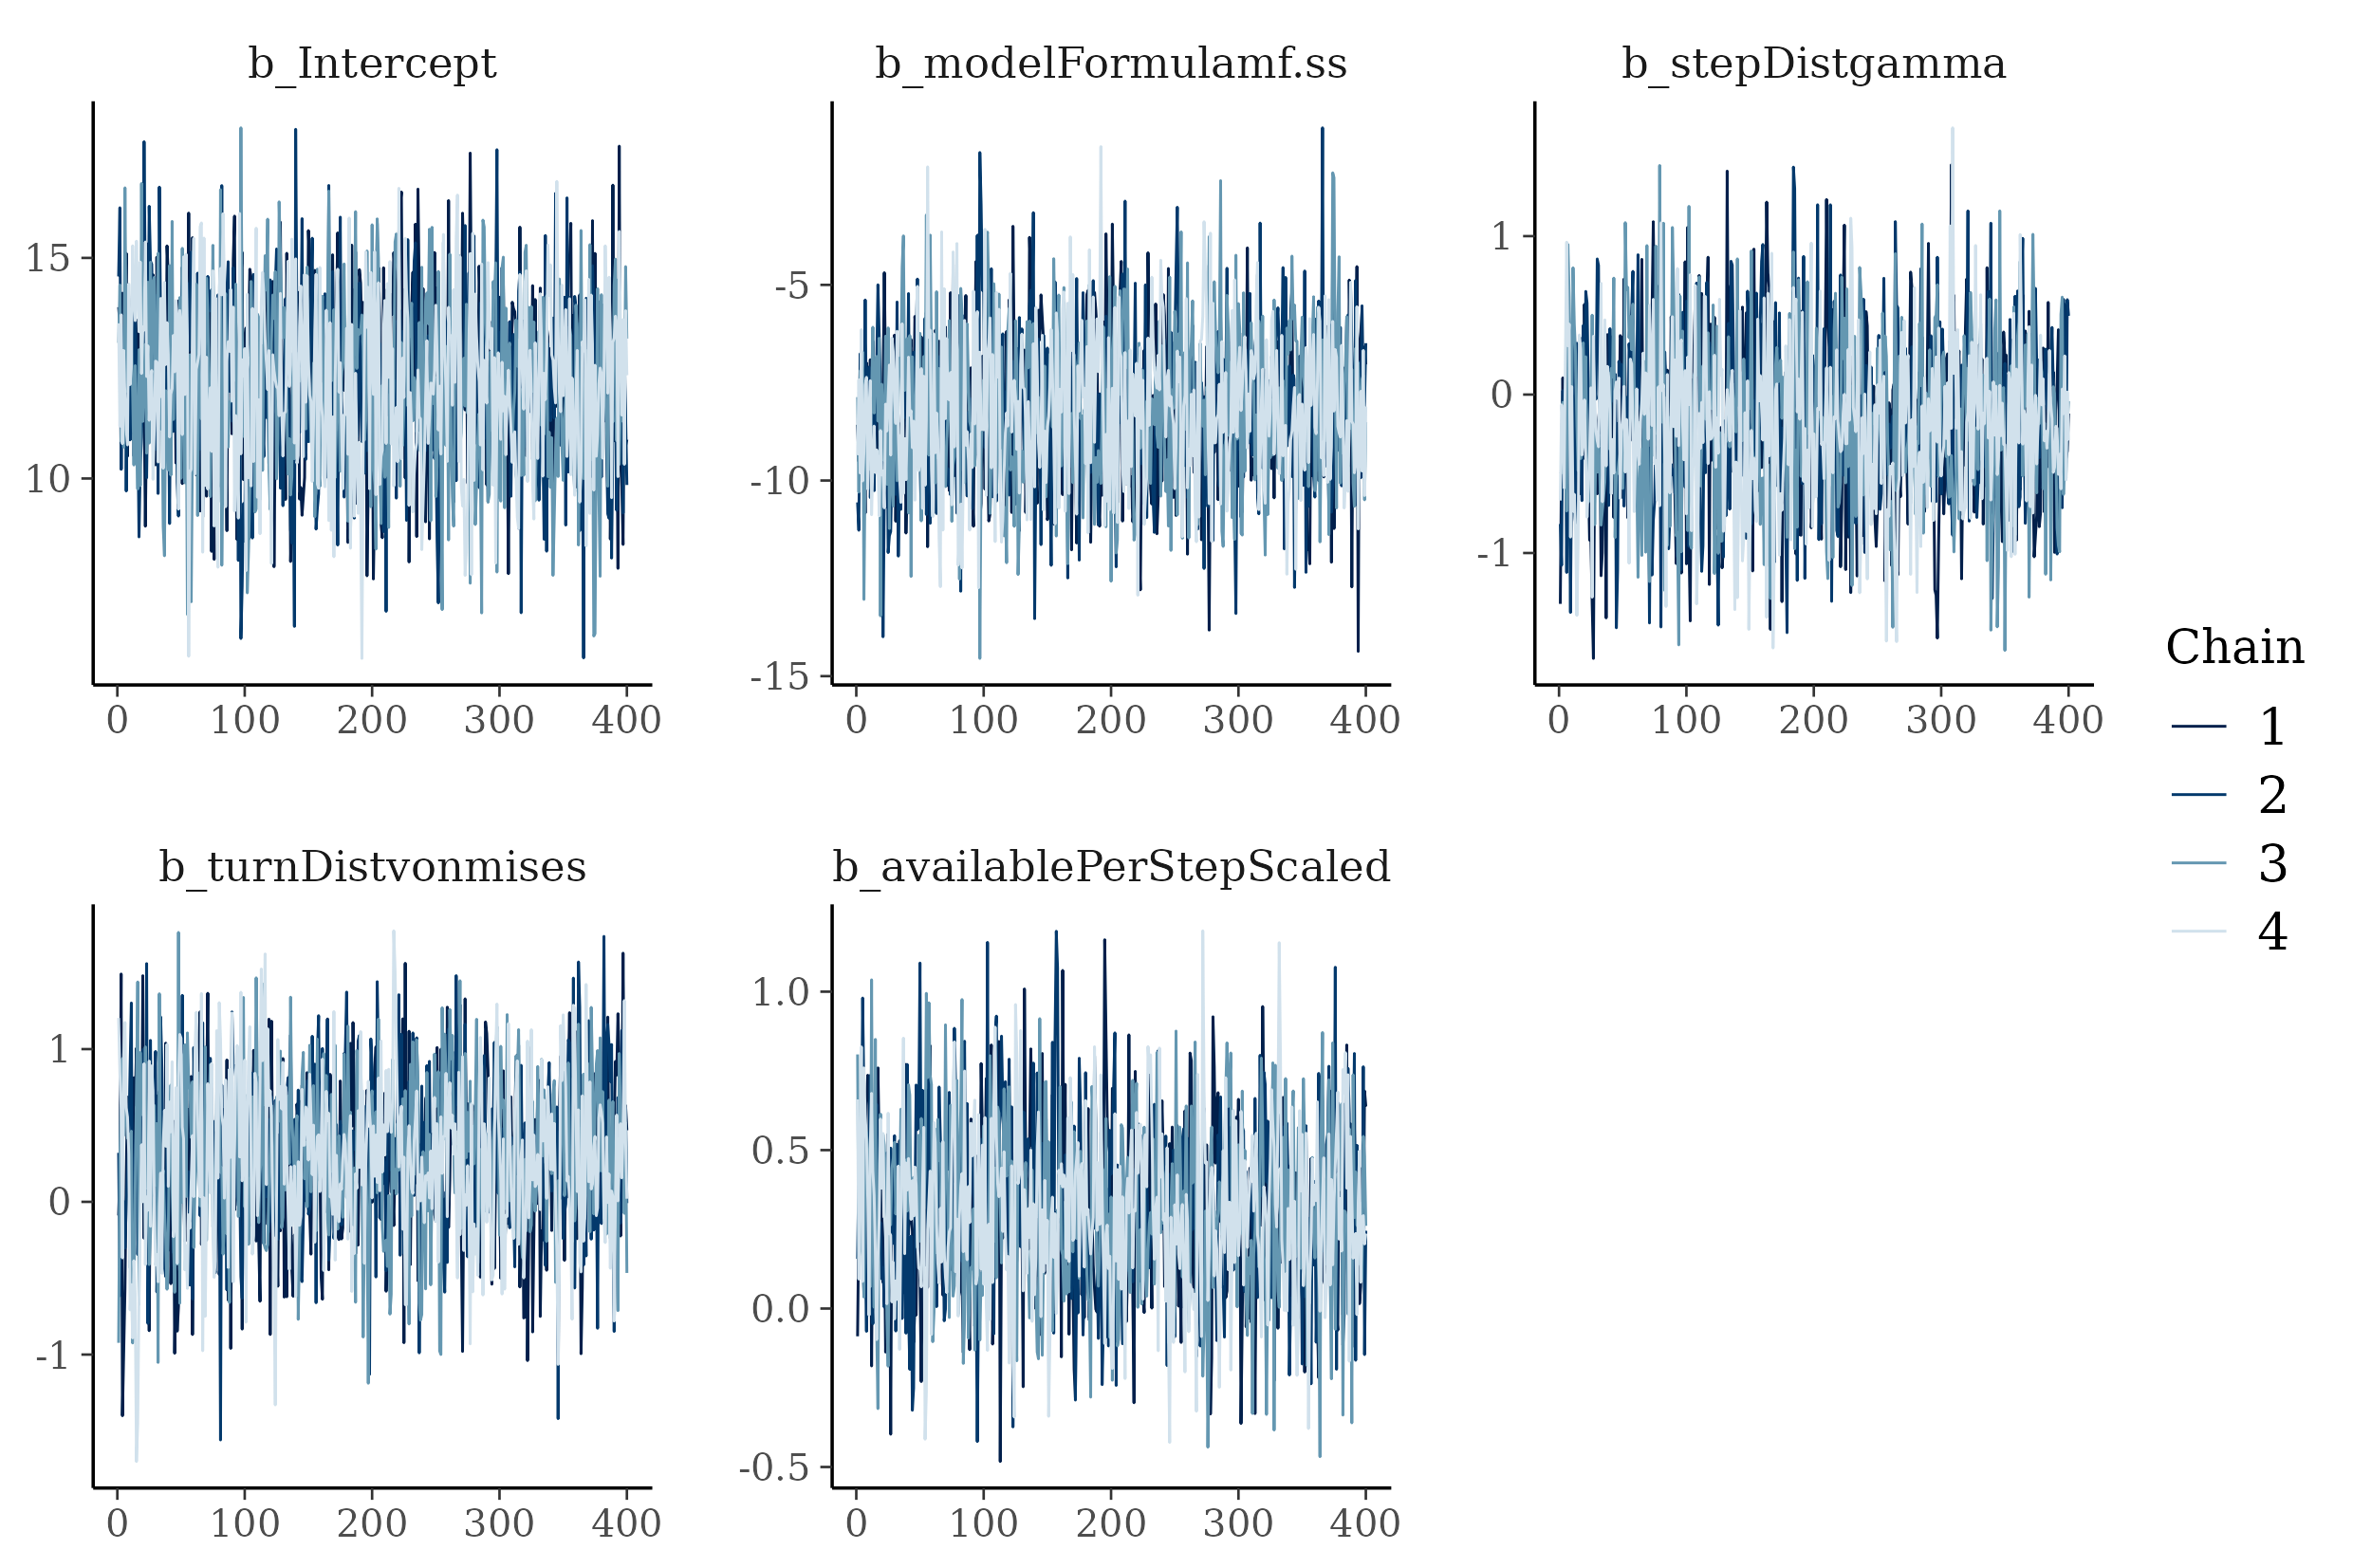 b_Intercept
b_modelFormulamf.ss
b_stepDistgamma
15
10
0 100 200 300 400
-5
-10
-15
0 100 200 300 400
1
0
-1
0 100 200 300 400
b_turnDistvonmises
b_availablePerStepScaled
1
0
-1
0 100 200 300 400
1.0
0.5
0.0
-0.5
0 100 200 300 400
Chain
1
2
3
4